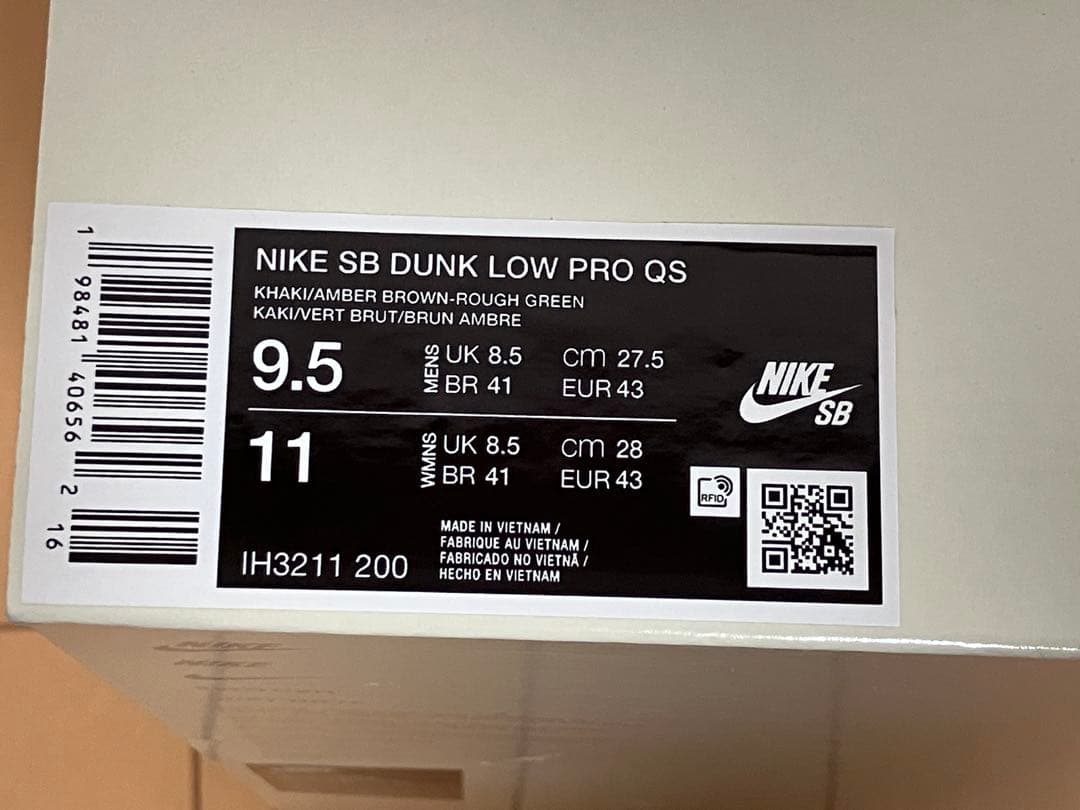 NIKE SB DUNK LOW PRO QS
KHAKI/AMBER BROWN-ROUGH GREEN
KAKI/VERT BRUT/BRUN AMBRE
9.5 MENS UK 8.5 cm 27.5
BR 41 EUR 43
11 WMNS UK 8.5 cm 28
BR 41 EUR 43
NIKE
SB
RFID
MADE IN VIETNAM /
FABRIQUE AU VIETNAM /
FABRICADO NO VIETNÃ /
HECHO EN VIETNAM
IH3211 200
1 98481 40656 2 16
NIKE
NIKE